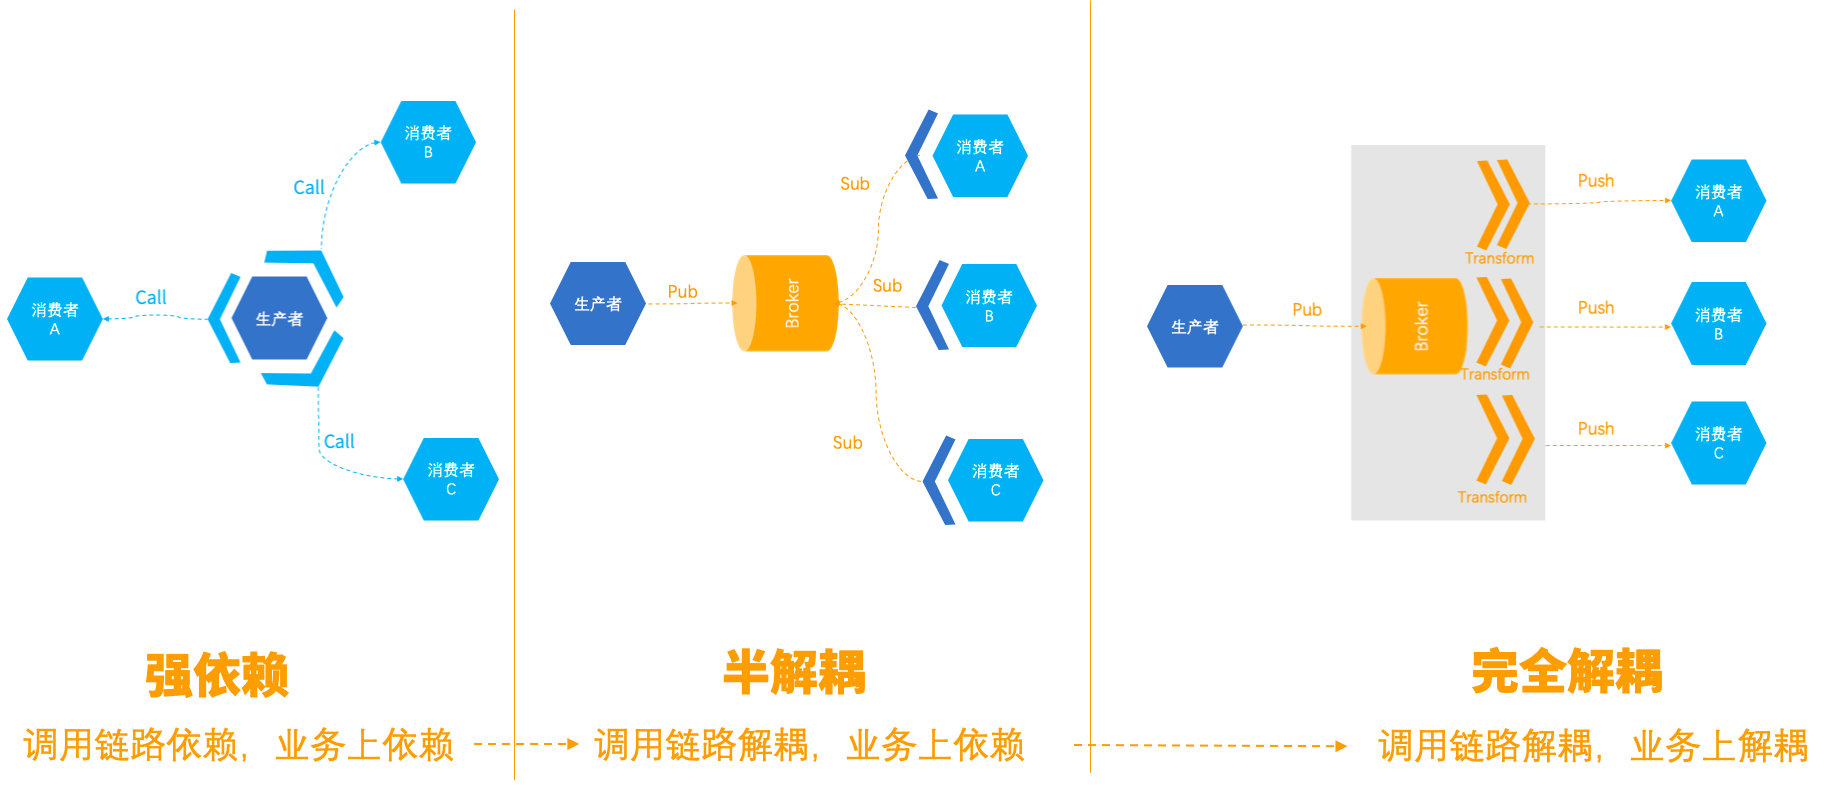 消费者
B
Call
消费者
A
Call
生产者
Call
消费者
C
强依赖
调用链路依赖，业务上依赖
消费者
A
Sub
生产者
Pub
Broker
Sub
消费者
B
Sub
消费者
C
半解耦
调用链路解耦，业务上依赖
Push
消费者
A
Transform
生产者
Pub
Broker
Push
消费者
B
Transform
Push
消费者
C
Transform
完全解耦
调用链路解耦，业务上解耦